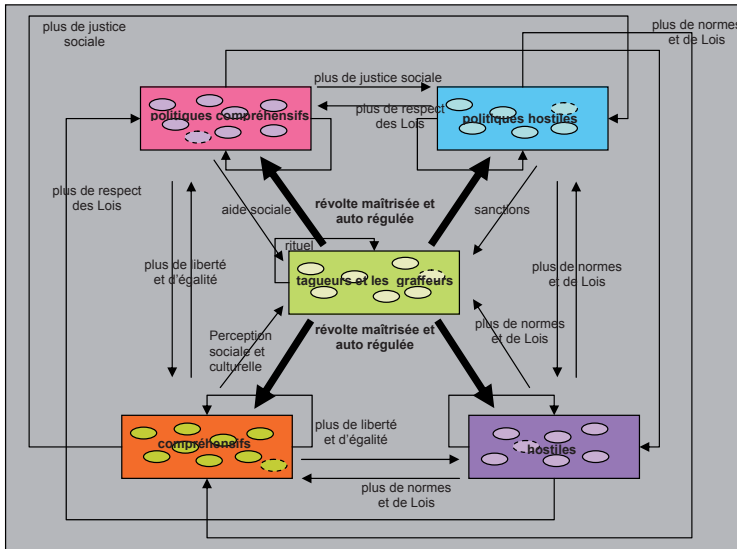 plus de justice
sociale
plus de normes
et de Lois
plus de justice sociale
politiques compréhensifs
plus de respect
des Lois
politiques hostiles
plus de respect
des Lois
aide sociale
révolte maîtrisée et
auto régulée
sanctions
rituel
plus de liberté
et d'égalité
tagueurs et les graffeurs
plus de normes
et de Lois
Perception
sociale et
culturelle
révolte maîtrisée et
auto régulée
plus de normes
et de Lois
plus de liberté
et d'égalité
compréhensifs
hostiles
plus de normes
et de Lois